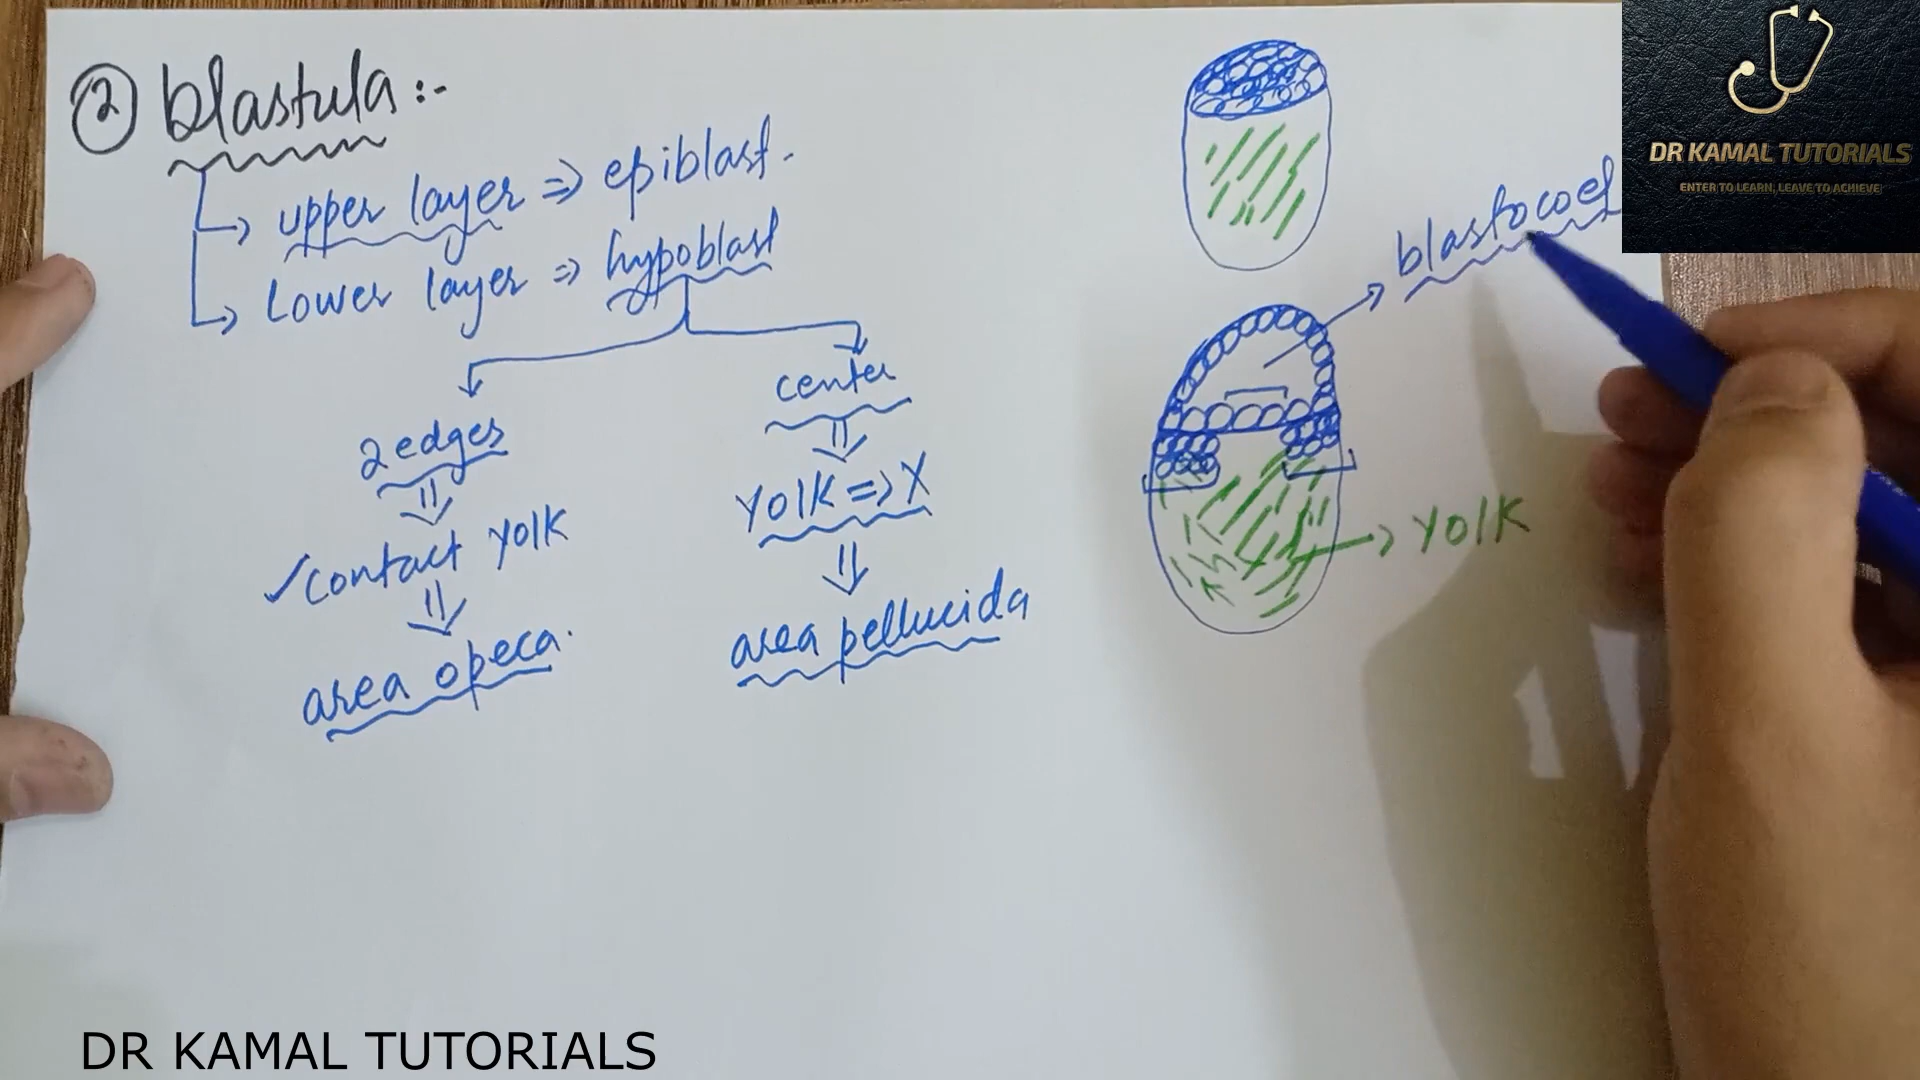 ② blastula :-
upper layer => epiblast.
Lower layer => hypoblast
2 edges
✓contact yolk
area opeca.
center
YOlK => X
area pellucida
blastocoel
YOlK
DR KAMAL TUTORIALS
ENTER TO LEARN, LEAVE TO ACHIEVE
DR KAMAL TUTORIALS